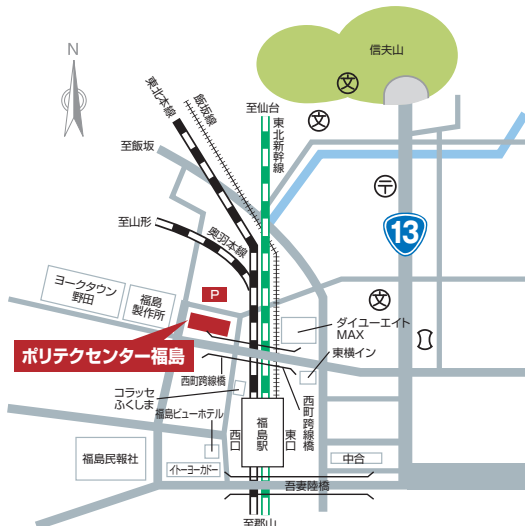 N
信夫山
文
文
至仙台
東北本線
飯坂線
東北新幹線
至飯坂
〒
至山形
奥羽本線
13
ヨークタウン
野田
福島
製作所
P
文
ダイユーエイト
MAX
ポリテクセンター福島
東横イン
西町跨線橋
コラッセ
ふくしま
西町跨線橋
福島ビューホテル
西口
福島駅
東口
福島民報社
イトーヨーカドー
中合
吾妻陸橋
至郡山